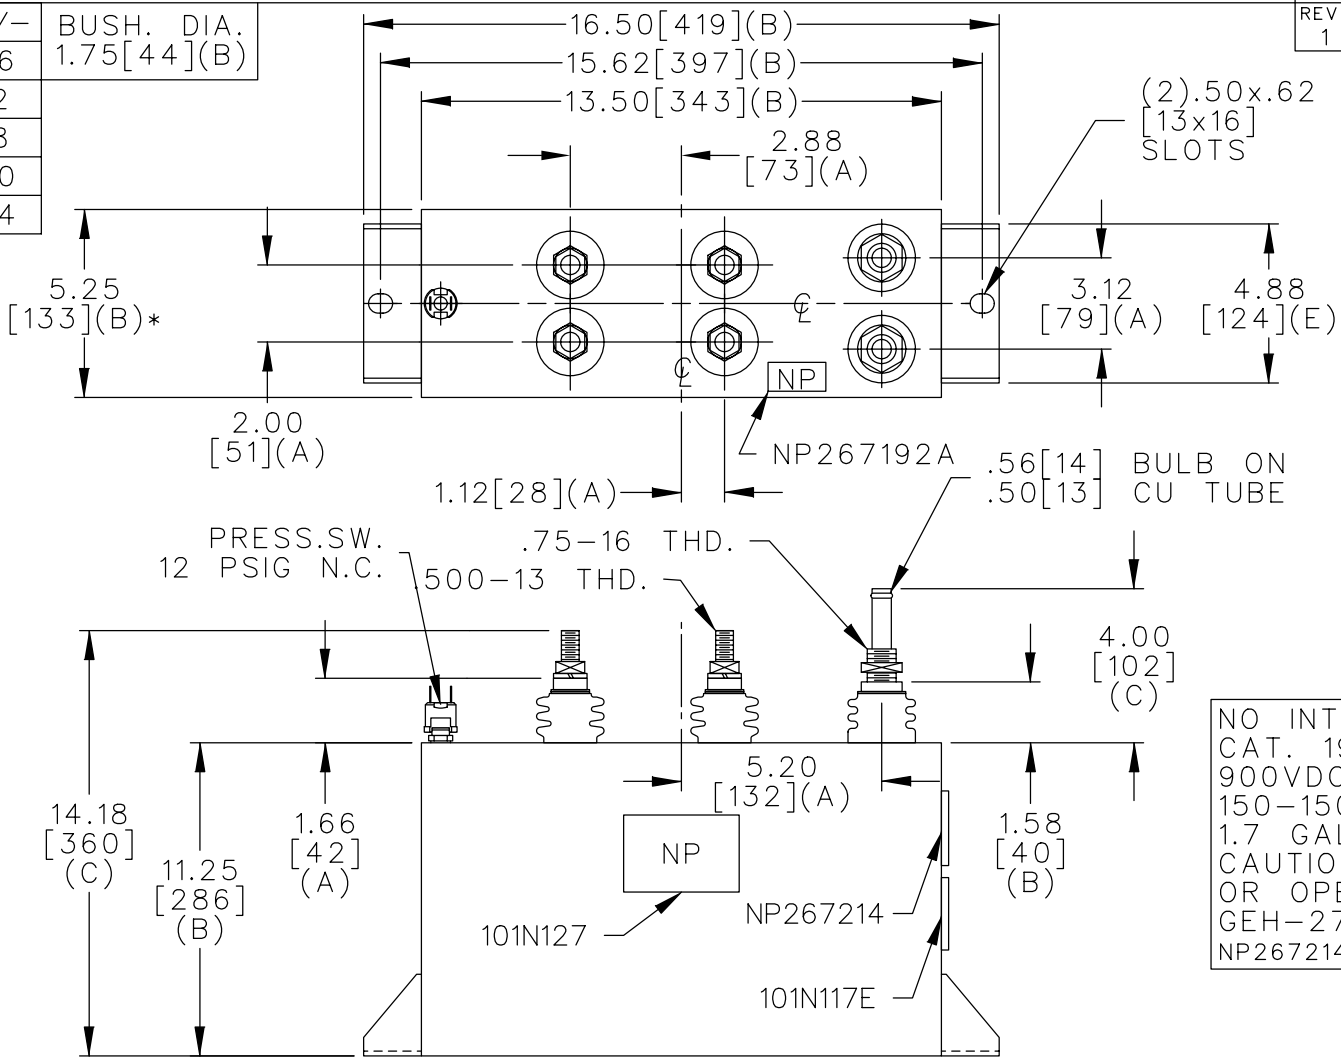 /-
6
2
8
0
4
BUSH. DIA.
1.75[44](B)
16.50[419](B)
15.62[397](B)
13.50[343](B)
2.88
[73](A)
REV
1
(2).50x.62
[13x16]
SLOTS
5.25
[133](B)*
3.12
[79](A)
4.88
[124](E)
℄
℄
NP
2.00
[51](A)
NP267192A
1.12[28](A)
.56[14] BULB ON
.50[13] CU TUBE
PRESS.SW.
12 PSIG N.C.
.75-16 THD.
.500-13 THD.
4.00
[102]
(C)
5.20
[132](A)
14.18
[360]
(C)
11.25
[286]
(B)
1.66
[42]
(A)
NP
1.58
[40]
(B)
101N127
NP267214
101N117E
NO INT
CAT. 19
900VDC
150-150
1.7 GAL
CAUTIO
OR OPE
GEH-27
NP267214